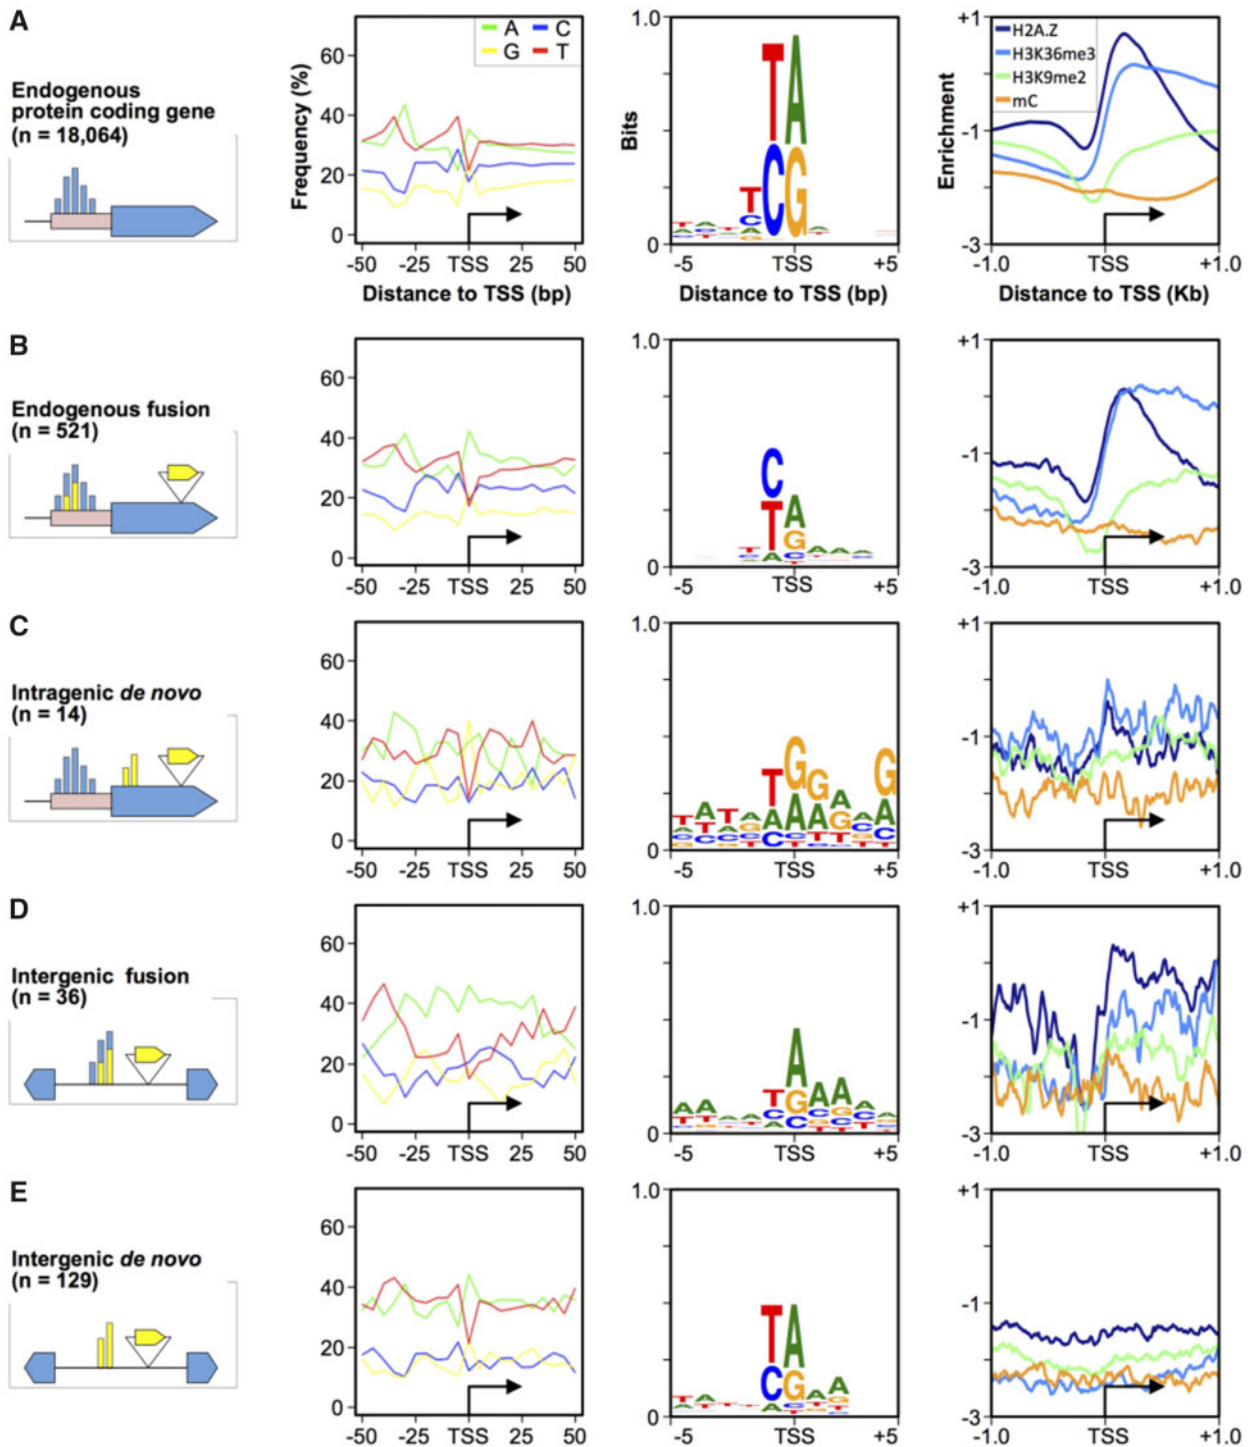 A
Endogenous
protein coding gene
(n = 18,064)
Frequency (%)
60
40
20
0
A C
G T
-50 -25 TSS 25 50
Distance to TSS (bp)
Bits
1.0
0
TA
CG
-5 TSS +5
Distance to TSS (bp)
Enrichment
+1
-1
-3
H2A.Z
H3K36me3
H3K9me2
mC
-1.0 TSS +1.0
Distance to TSS (Kb)
B
Endogenous fusion
(n = 521)
60
40
20
0
-50 -25 TSS 25 50
1.0
0
C
TA
G
-5 TSS +5
+1
-1
-3
-1.0 TSS +1.0
C
Intragenic de novo
(n = 14)
60
40
20
0
-50 -25 TSS 25 50
1.0
0
-5 TSS +5
+1
-1
-3
-1.0 TSS +1.0
D
Intergenic fusion
(n = 36)
60
40
20
0
-50 -25 TSS 25 50
1.0
0
-5 TSS +5
+1
-1
-3
-1.0 TSS +1.0
E
Intergenic de novo
(n = 129)
60
40
20
0
-50 -25 TSS 25 50
1.0
0
TA
CG
-5 TSS +5
+1
-1
-3
-1.0 TSS +1.0